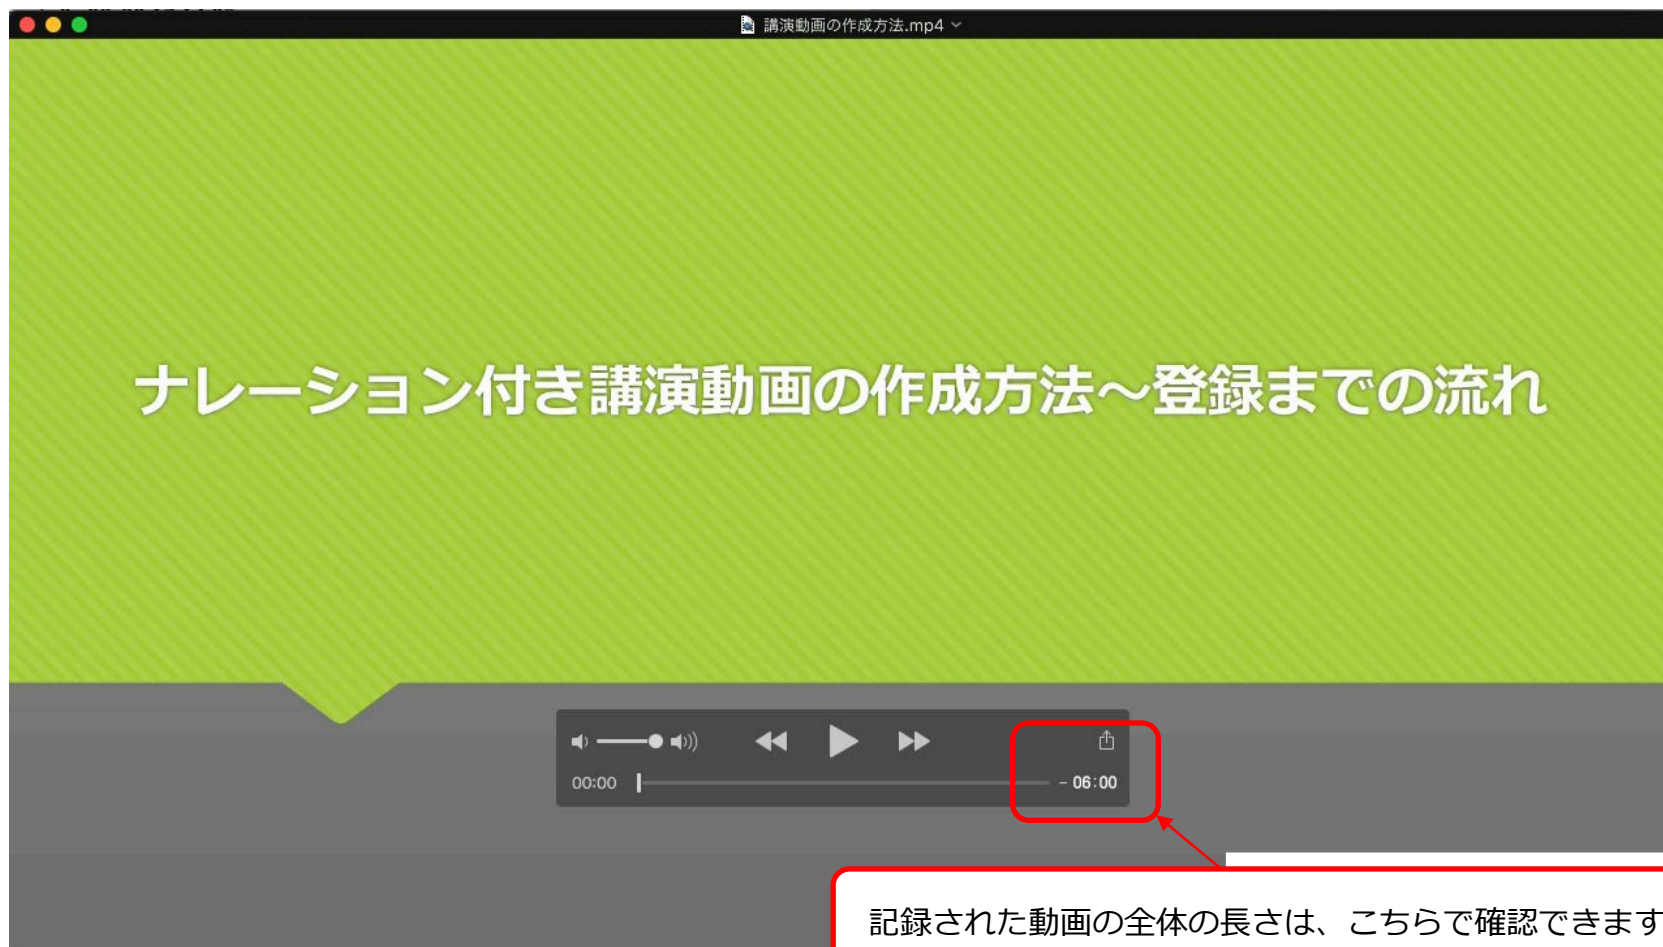 講演動画の作成方法.mp4
ナレーション付き講演動画の作成方法～登録までの流れ
00:00
- 06:00
記録された動画の全体の長さは、こちらで確認できます